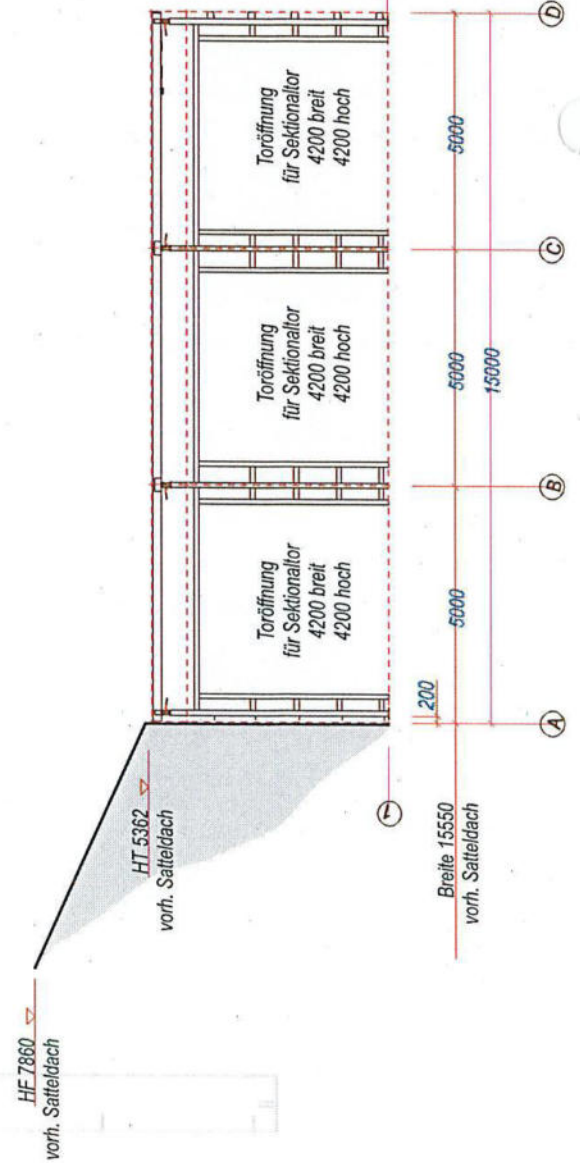 HF 7860
vorh. Satteldach
HT 5362
vorh. Satteldach
Toröffnung
für Sektionaltor
4200 breit
4200 hoch
Toröffnung
für Sektionaltor
4200 breit
4200 hoch
Toröffnung
für Sektionaltor
4200 breit
4200 hoch
1
200
Breite 15550
vorh. Satteldach
5000
5000
5000
15000
A
B
C
D